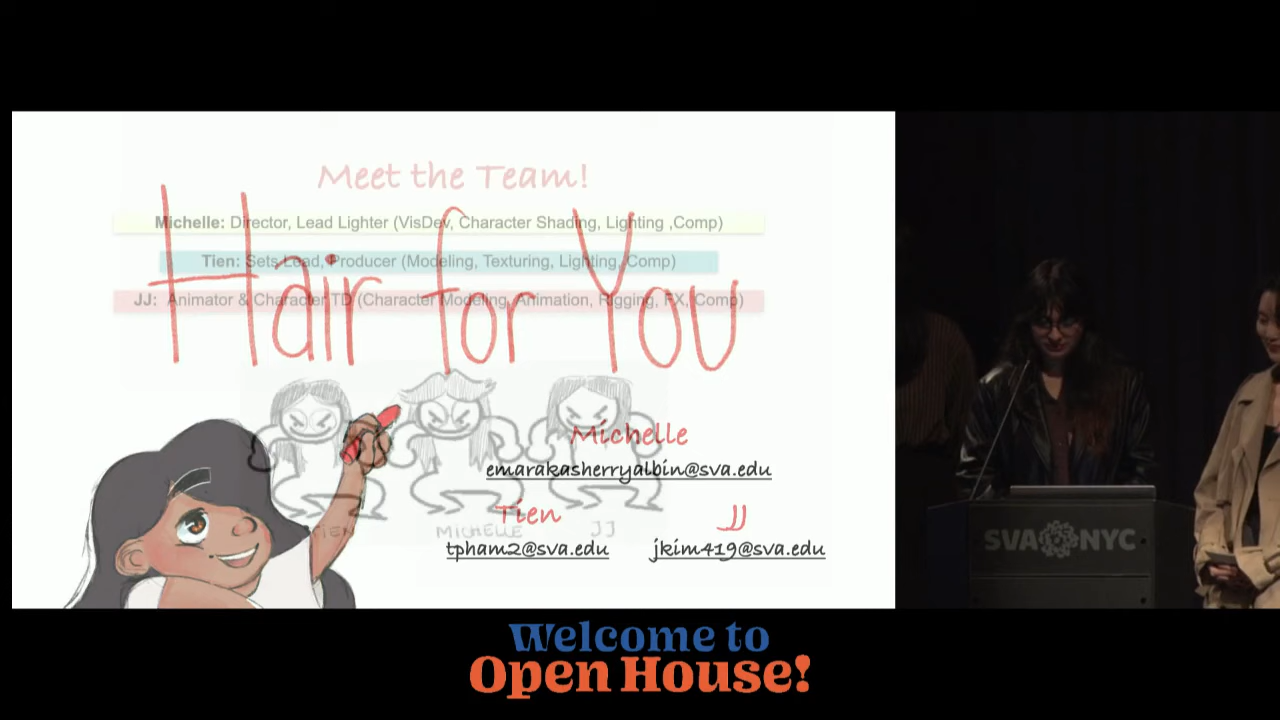 Meet the Team!
Michelle: Director, Lead Lighter (VisDev, Character Shading, Lighting ,Comp)
Tien: Sets Lead, Producer (Modeling, Texturing, Lighting, Comp)
JJ: Animator & Character TD (Character Modeling, Animation, Rigging, FX, Comp)
Hair for You
Michelle
emarakasherryalbin@sva.edu
TIEN MICHELLE JJ
Tien JJ
tpham2@sva.edu jkim419@sva.edu
SVA NYC
Welcome to
Open House!